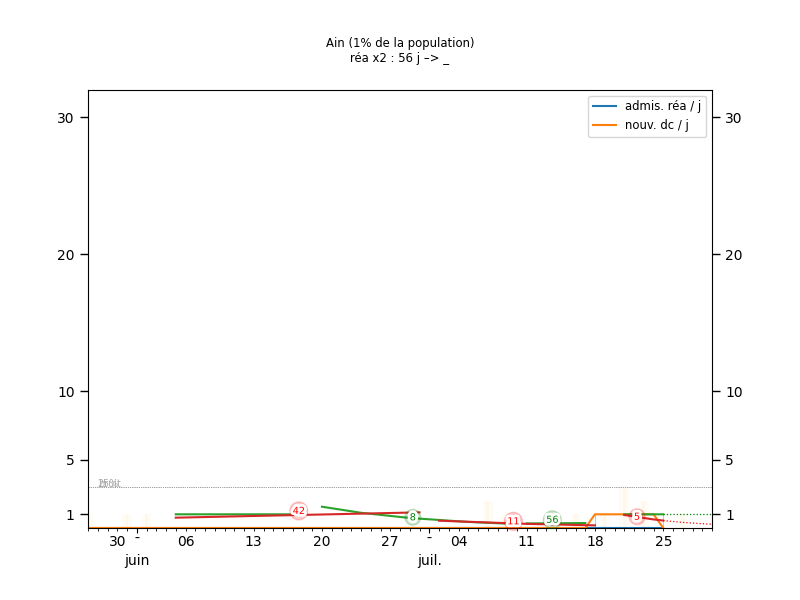 Ain (1% de la population)
réa x2 : 56 j –> _
admis. réa / j
nouv. dc / j
30 30
20 20
10 10
5 5
1 1
42 8 11 56 5
30 - 06 13 20 27 - 04 11 18 25
juin juil.